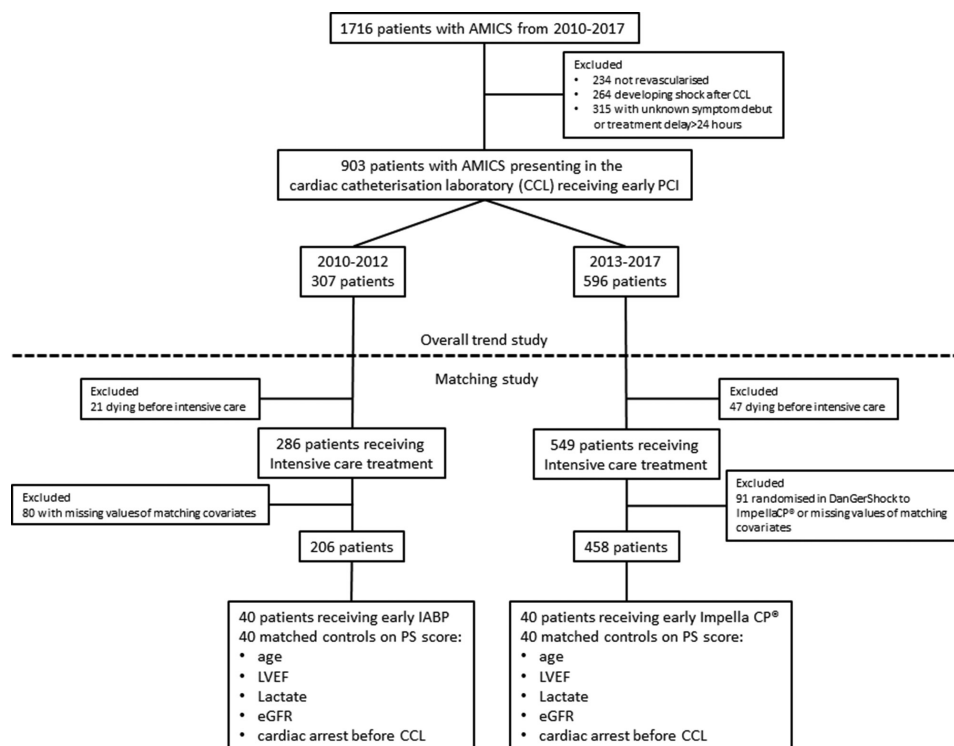 1716 patients with AMICS from 2010-2017
Excluded
• 234 not revascularised
• 264 developing shock after CCL
• 315 with unknown symptom debut
or treatment delay>24 hours
903 patients with AMICS presenting in the
cardiac catheterisation laboratory (CCL) receiving early PCI
2010-2012
307 patients
2013-2017
596 patients
Overall trend study
Matching study
Excluded
21 dying before intensive care
Excluded
47 dying before intensive care
286 patients receiving
Intensive care treatment
549 patients receiving
Intensive care treatment
Excluded
80 with missing values of matching covariates
Excluded
91 randomised in DanGerShock to
ImpellaCP® or missing values of matching
covariates
206 patients
458 patients
40 patients receiving early IABP
40 matched controls on PS score:
• age
• LVEF
• Lactate
• eGFR
• cardiac arrest before CCL
40 patients receiving early Impella CP®
40 matched controls on PS score:
• age
• LVEF
• Lactate
• eGFR
• cardiac arrest before CCL